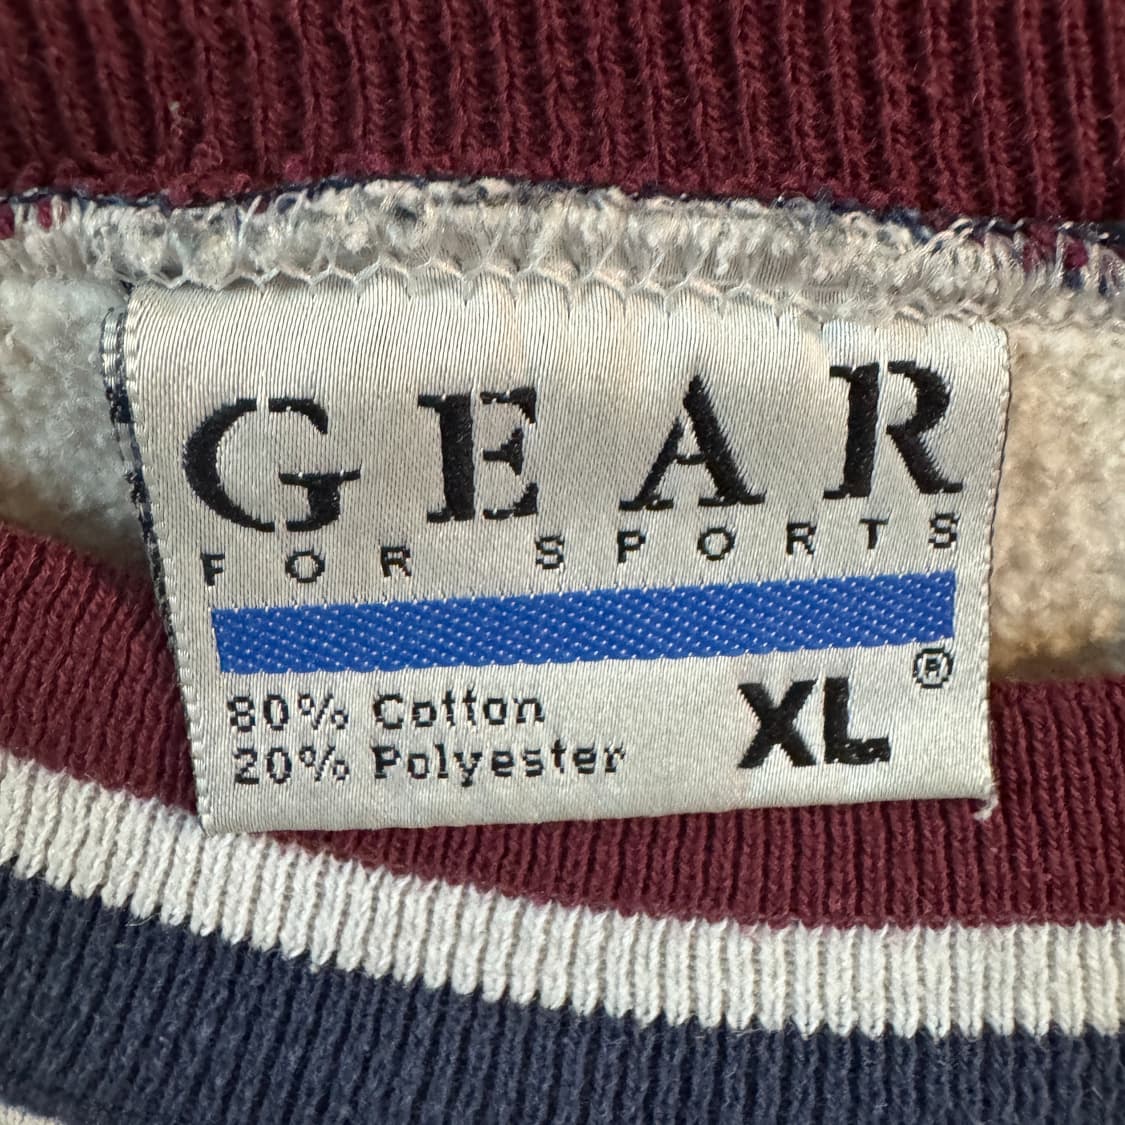 GEAR
FOR SPORTS
®
80% Cotton XL
20% Polyester